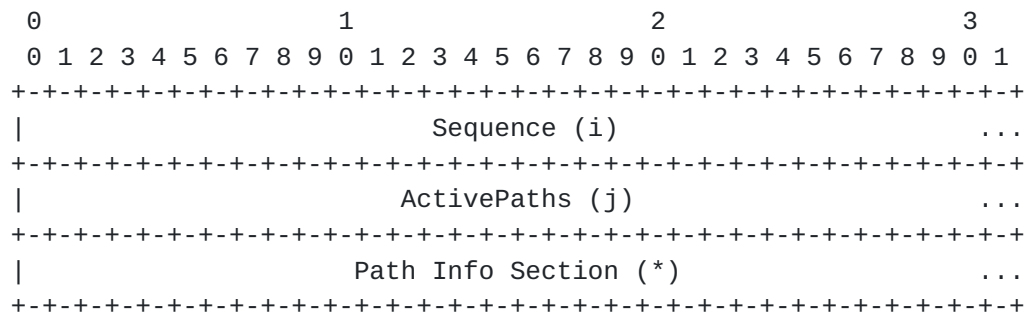 0                   1                   2                   3
 0 1 2 3 4 5 6 7 8 9 0 1 2 3 4 5 6 7 8 9 0 1 2 3 4 5 6 7 8 9 0 1
+-+-+-+-+-+-+-+-+-+-+-+-+-+-+-+-+-+-+-+-+-+-+-+-+-+-+-+-+-+-+-+-+
|                          Sequence (i)                       ...
+-+-+-+-+-+-+-+-+-+-+-+-+-+-+-+-+-+-+-+-+-+-+-+-+-+-+-+-+-+-+-+-+
|                        ActivePaths (j)                      ...
+-+-+-+-+-+-+-+-+-+-+-+-+-+-+-+-+-+-+-+-+-+-+-+-+-+-+-+-+-+-+-+-+
|                     Path Info Section (*)                   ...
+-+-+-+-+-+-+-+-+-+-+-+-+-+-+-+-+-+-+-+-+-+-+-+-+-+-+-+-+-+-+-+-+